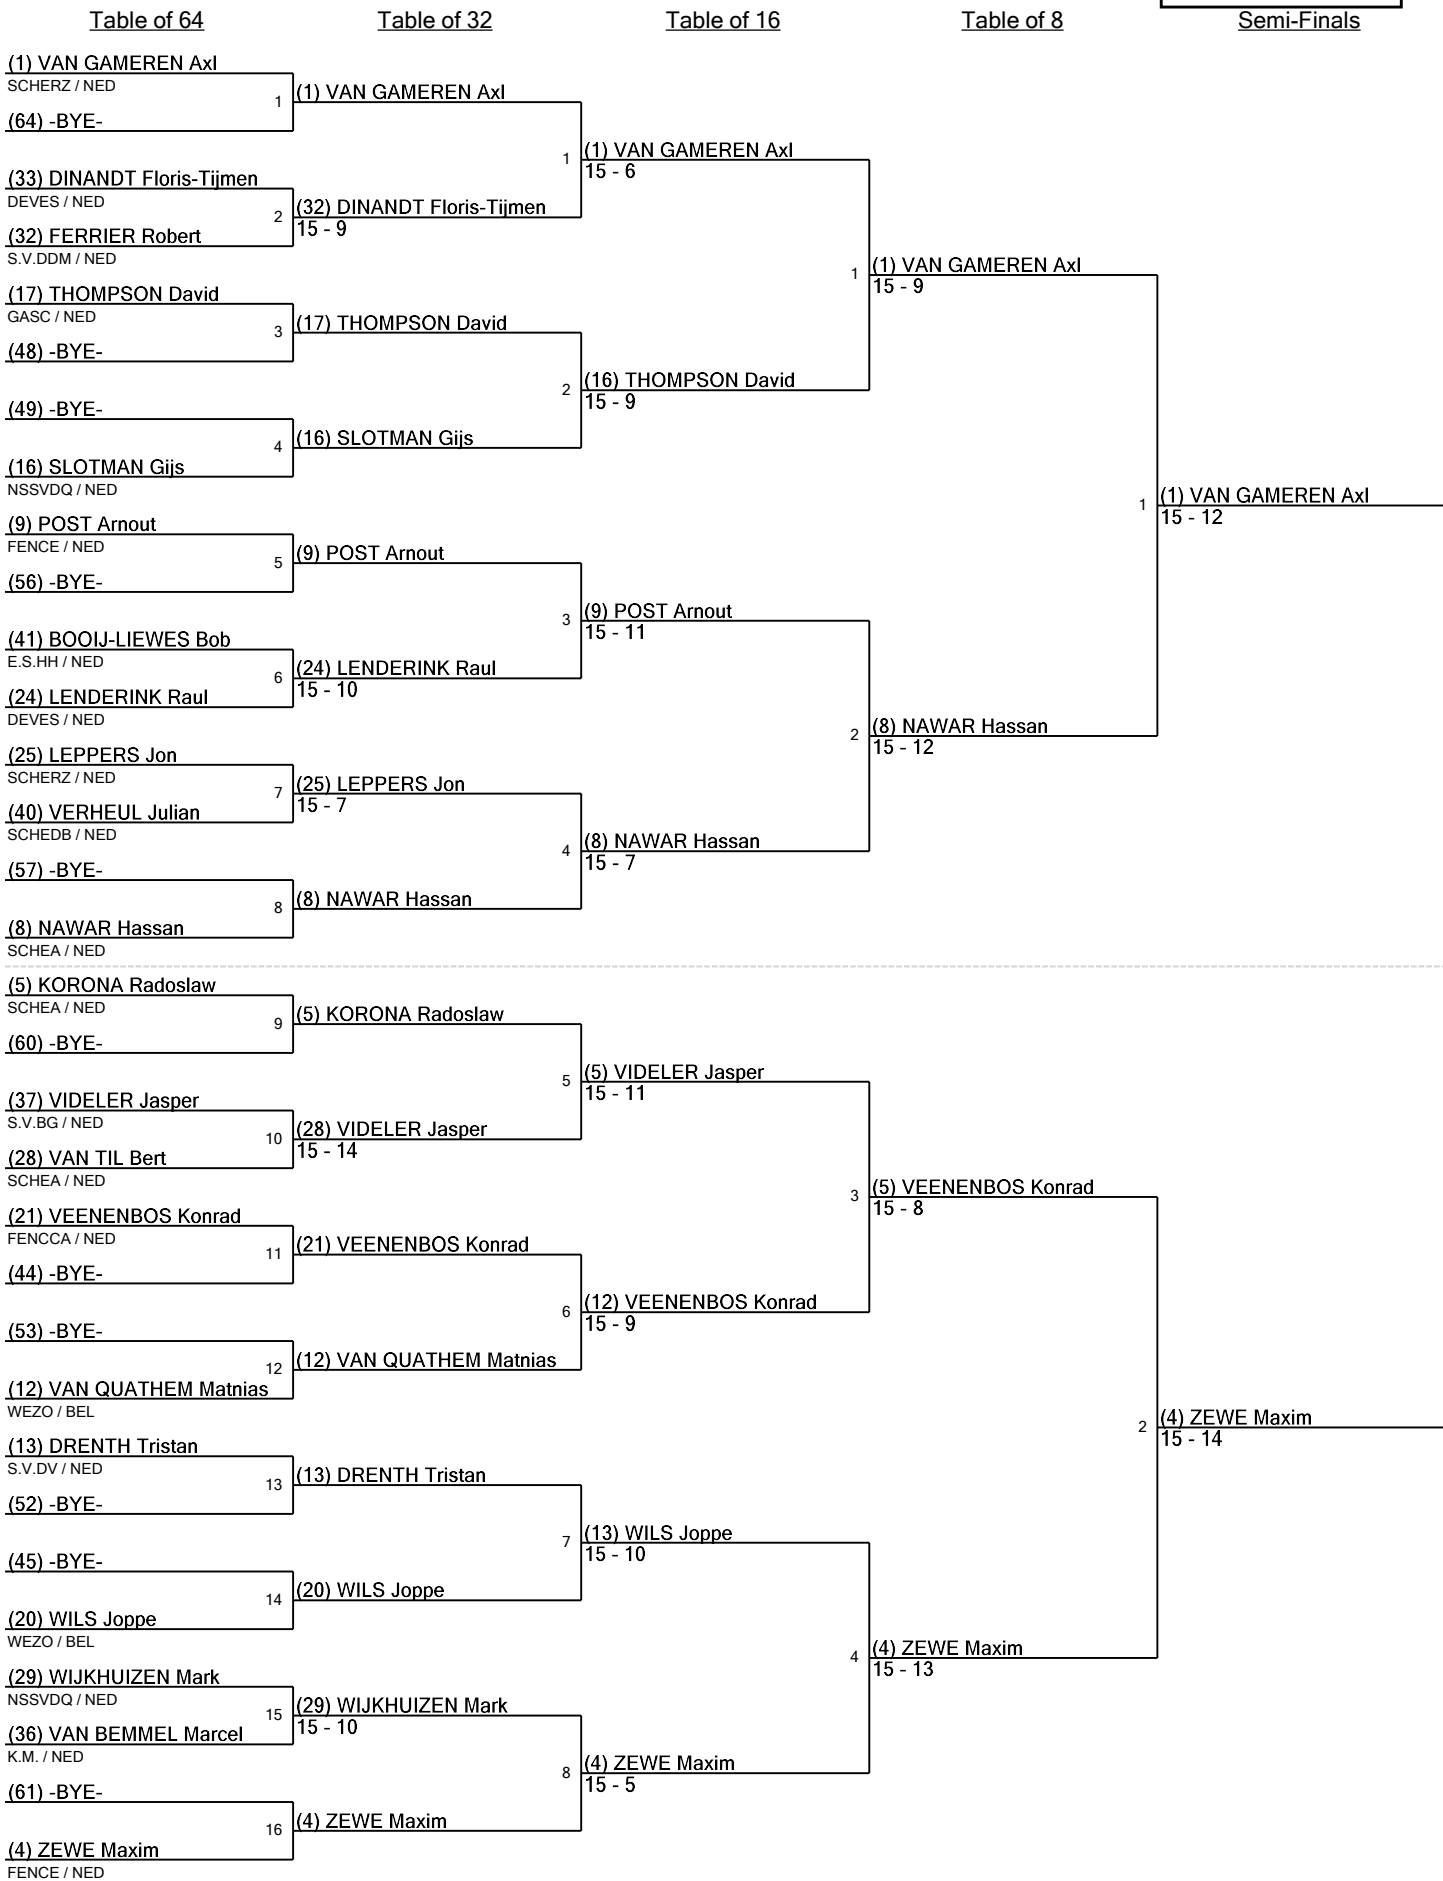 Table of 64
Table of 32
Table of 16
Table of 8
Semi-Finals
(1) VAN GAMEREN Axl
SCHERZ / NED
1
(64) -BYE-
(33) DINANDT Floris-Tijmen
DEVES / NED
2
(32) FERRIER Robert
S.V.DDM / NED
(17) THOMPSON David
GASC / NED
3
(48) -BYE-
(49) -BYE-
4
(16) SLOTMAN Gijs
NSSVDQ / NED
(9) POST Arnout
FENCE / NED
5
(56) -BYE-
(41) BOOIJ-LIEWES Bob
E.S.HH / NED
6
(24) LENDERINK Raul
DEVES / NED
(25) LEPPERS Jon
SCHERZ / NED
7
(40) VERHEUL Julian
SCHEDB / NED
(57) -BYE-
8
(8) NAWAR Hassan
SCHEA / NED
(5) KORONA Radoslaw
SCHEA / NED
9
(60) -BYE-
(37) VIDELER Jasper
S.V.BG / NED
10
(28) VAN TIL Bert
SCHEA / NED
(21) VEENENBOS Konrad
FENCCA / NED
11
(44) -BYE-
(53) -BYE-
12
(12) VAN QUATHEM Matnias
WEZO / BEL
(13) DRENTH Tristan
S.V.DV / NED
13
(52) -BYE-
(45) -BYE-
14
(20) WILS Joppe
WEZO / BEL
(29) WIJKHUIZEN Mark
NSSVDQ / NED
15
(36) VAN BEMMEL Marcel
K.M. / NED
(61) -BYE-
16
(4) ZEWE Maxim
FENCE / NED
(1) VAN GAMEREN Axl
1
(32) DINANDT Floris-Tijmen
15 - 9
(17) THOMPSON David
2
(16) SLOTMAN Gijs
(9) POST Arnout
3
(24) LENDERINK Raul
15 - 10
(25) LEPPERS Jon
15 - 7
4
(8) NAWAR Hassan
(5) KORONA Radoslaw
5
(28) VIDELER Jasper
15 - 14
(21) VEENENBOS Konrad
6
(12) VAN QUATHEM Matnias
(13) DRENTH Tristan
7
(20) WILS Joppe
(29) WIJKHUIZEN Mark
15 - 10
8
(4) ZEWE Maxim
(1) VAN GAMEREN Axl
15 - 6
1
(16) THOMPSON David
15 - 9
(9) POST Arnout
15 - 11
2
(8) NAWAR Hassan
15 - 7
(5) VIDELER Jasper
15 - 11
3
(12) VEENENBOS Konrad
15 - 9
(13) WILS Joppe
15 - 10
4
(4) ZEWE Maxim
15 - 5
(1) VAN GAMEREN Axl
15 - 9
1
(8) NAWAR Hassan
15 - 12
(5) VEENENBOS Konrad
15 - 8
2
(4) ZEWE Maxim
15 - 13
(1) VAN GAMEREN Axl
15 - 12
(4) ZEWE Maxim
15 - 14